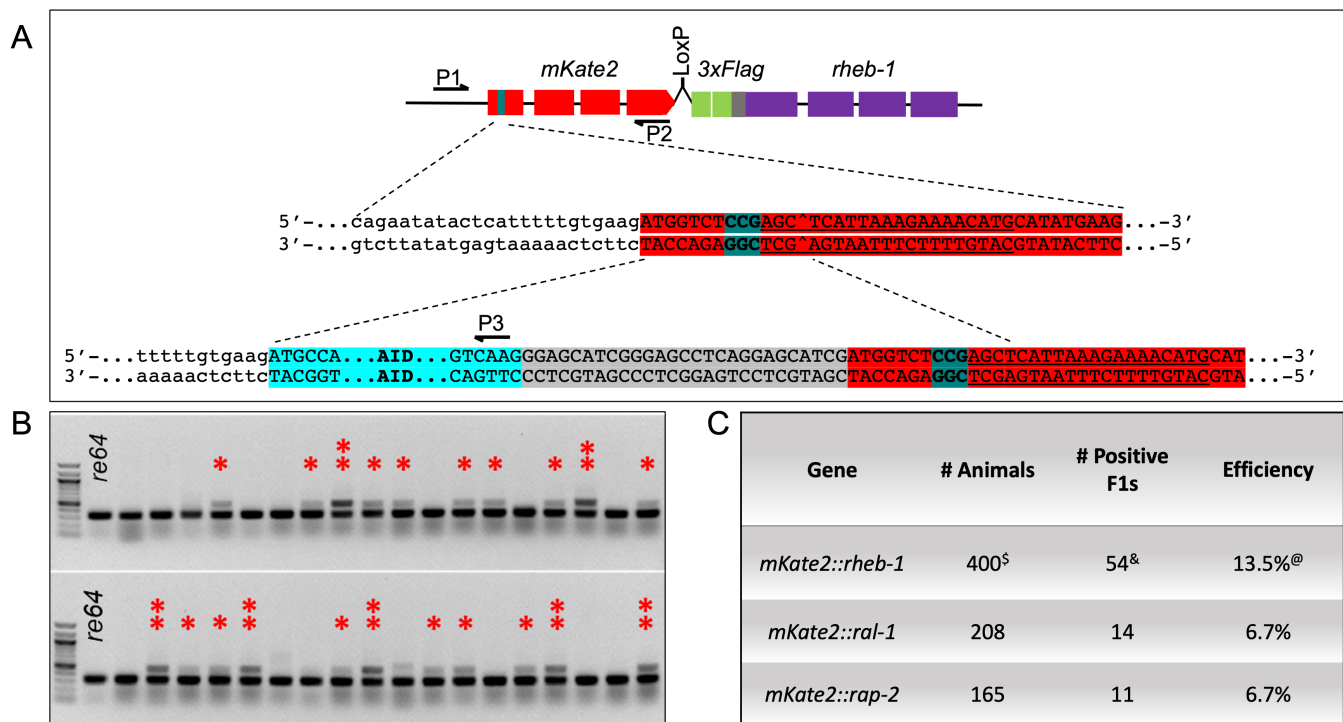 A
LoxP
mKate2
3xFlag
rheb-1
P1
P2
5’-...cagaatatactcatttttgtgaagATGGTCTCCGAGC^TCATTAAAGAAAACATGCATATGAAG...-3’
3’-...gtcttatatgagtaaaaactcttcTACCAGAGGCTCG^AGTAATTTCTTTTGTACGTATACTTC...-5’
P3
5’-...tttttgtgaagATGCCA...AID...GTCAAGGGAGCATCGGGAGCCTCAGGAGCATCGATGGTCTCCGAGCTCATTAAAGAAAACATGCAT...-3’
3’-...aaaaactcttcTACGGT...AID...CAGTTCCCTCGTAGCCCTCGGAGTCCTCGTAGCTACCAGAGGCTCGAGTAATTTCTTTTGTACGTA...-5’
B
re64
* * ** * * * * * ** *
re64
** * * ** * ** * * * ** **
C
Gene # Animals # Positive F1s Efficiency
mKate2::rheb-1 400$ 54& 13.5%@
mKate2::ral-1 208 14 6.7%
mKate2::rap-2 165 11 6.7%